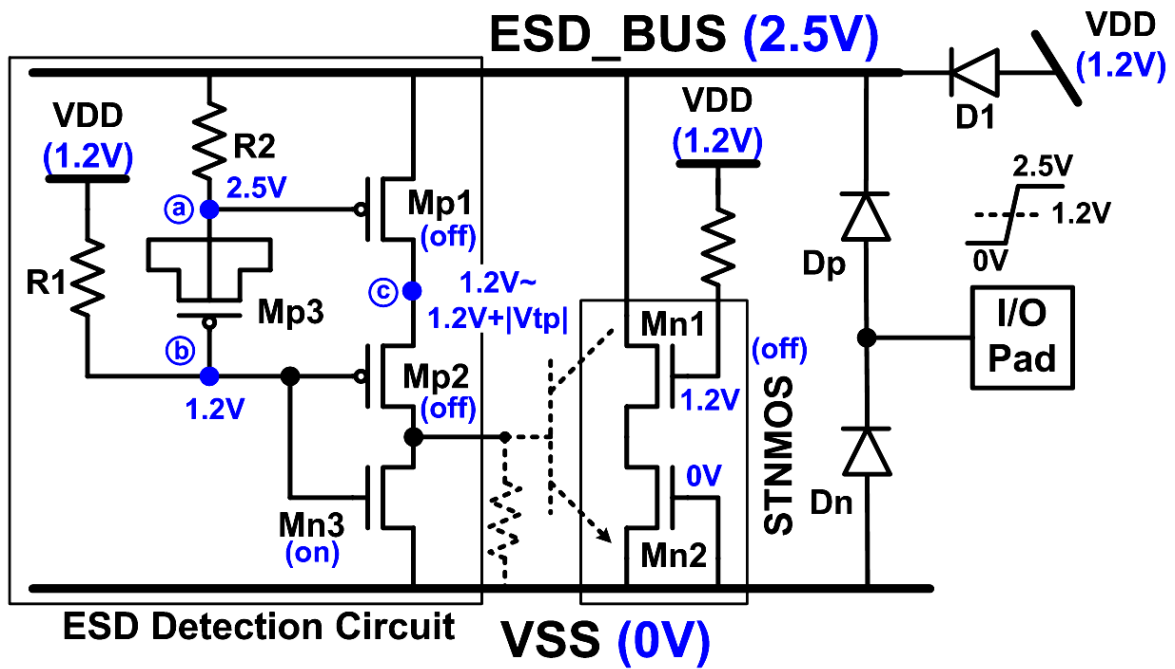 ESD_BUS (2.5V)
VDD
(1.2V)
D1
VDD
(1.2V)
R2
VDD
(1.2V)
2.5V
a
Mp1
(off)
2.5V
1.2V
0V
Dp
R1
Mp3
c
1.2V~
1.2V+|Vtp|
I/O
Pad
b
1.2V
Mp2
(off)
Mn1
(off)
1.2V
STNMOS
0V
Mn2
Mn3
(on)
Dn
ESD Detection Circuit
VSS (0V)